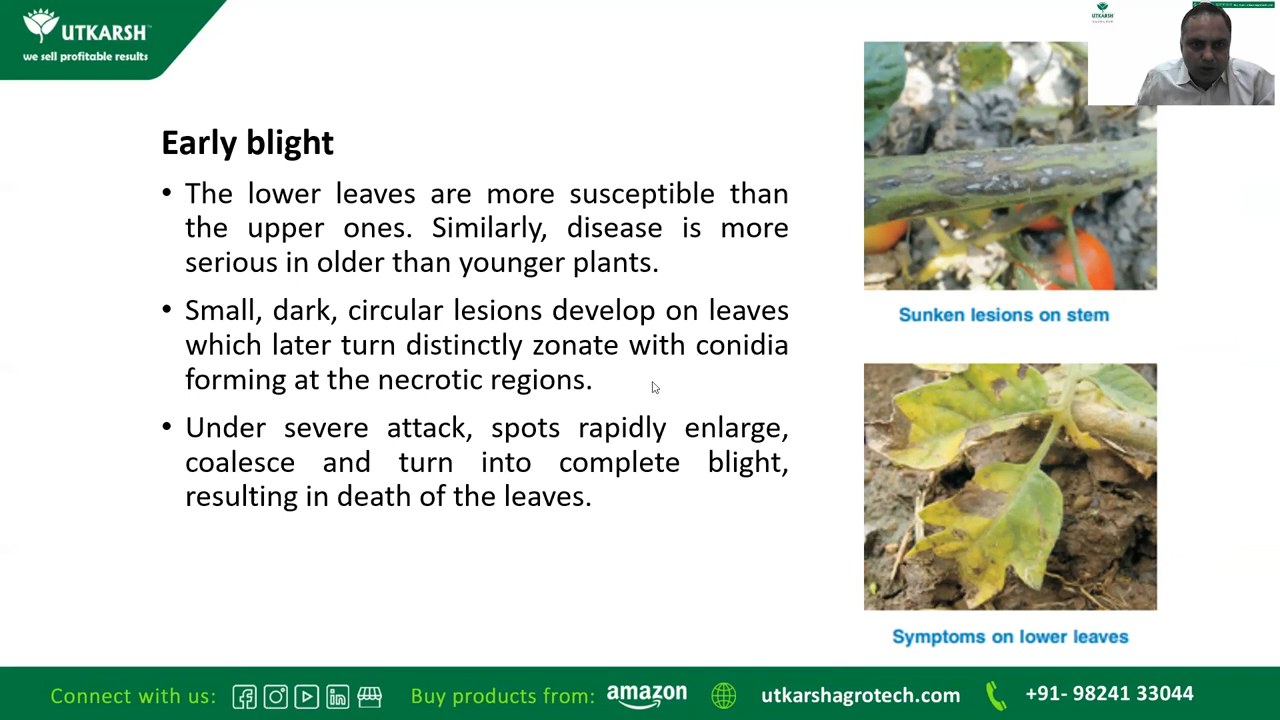 UTKARSH
we sell profitable results
UTKARSH
Early blight
• The lower leaves are more susceptible than
the upper ones. Similarly, disease is more
serious in older than younger plants.
• Small, dark, circular lesions develop on leaves
which later turn distinctly zonate with conidia
forming at the necrotic regions.
• Under severe attack, spots rapidly enlarge,
coalesce and turn into complete blight,
resulting in death of the leaves.
Sunken lesions on stem
Symptoms on lower leaves
Connect with us:
Buy products from: amazon
utkarshagrotech.com
+91- 98241 33044